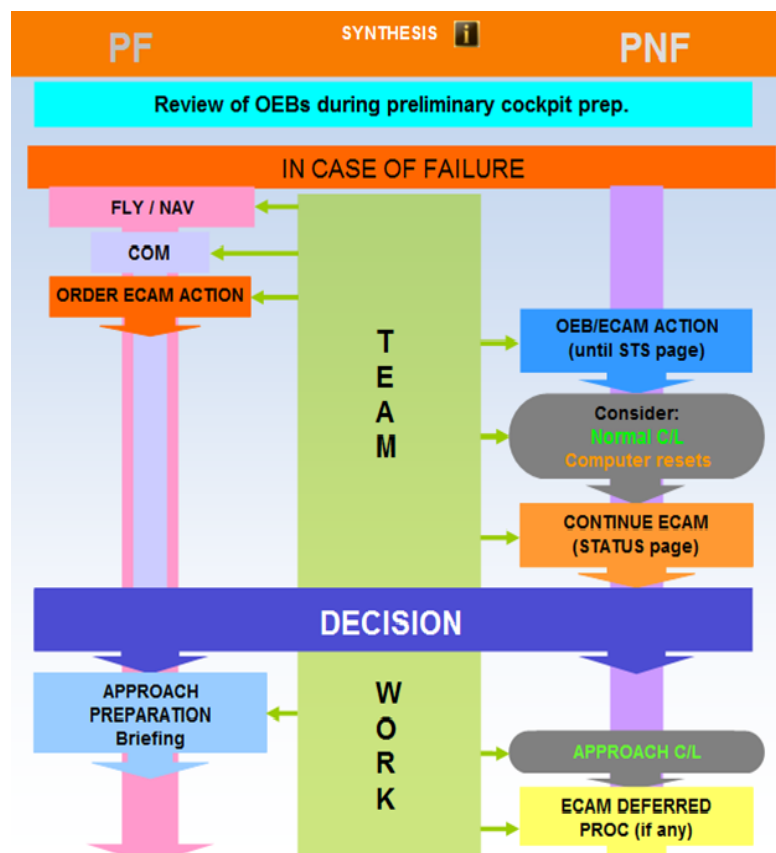 PF
SYNTHESIS i
PNF
Review of OEBs during preliminary cockpit prep.
IN CASE OF FAILURE
FLY / NAV
COM
ORDER ECAM ACTION
TEAM
OEB/ECAM ACTION
(until STS page)
Consider:
Normal C/L
Computer resets
CONTINUE ECAM
(STATUS page)
DECISION
APPROACH
PREPARATION
Briefing
WORK
APPROACH C/L
ECAM DEFERRED
PROC (if any)